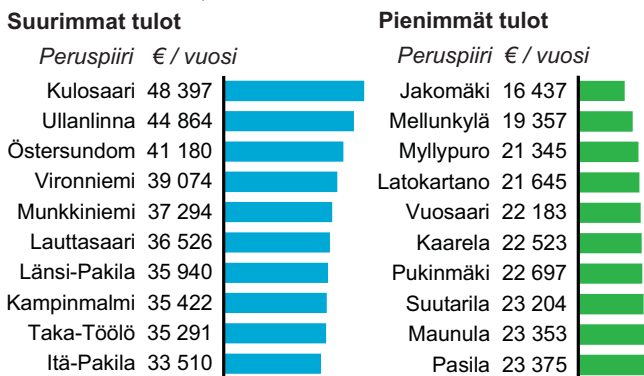 Suurimmat tulot
Peruspiiri € / vuosi
Kulosaari 48 397
Ullanlinna 44 864
Östersundom 41 180
Vironniemi 39 074
Munkkiniemi 37 294
Lauttasaari 36 526
Länsi-Pakila 35 940
Kampinmalmi 35 422
Taka-Töölö 35 291
Itä-Pakila 33 510
Pienimmät tulot
Peruspiiri € / vuosi
Jakomäki 16 437
Mellunkylä 19 357
Myllypuro 21 345
Latokartano 21 645
Vuosaari 22 183
Kaarela 22 523
Pukinmäki 22 697
Suutarila 23 204
Maunula 23 353
Pasila 23 375